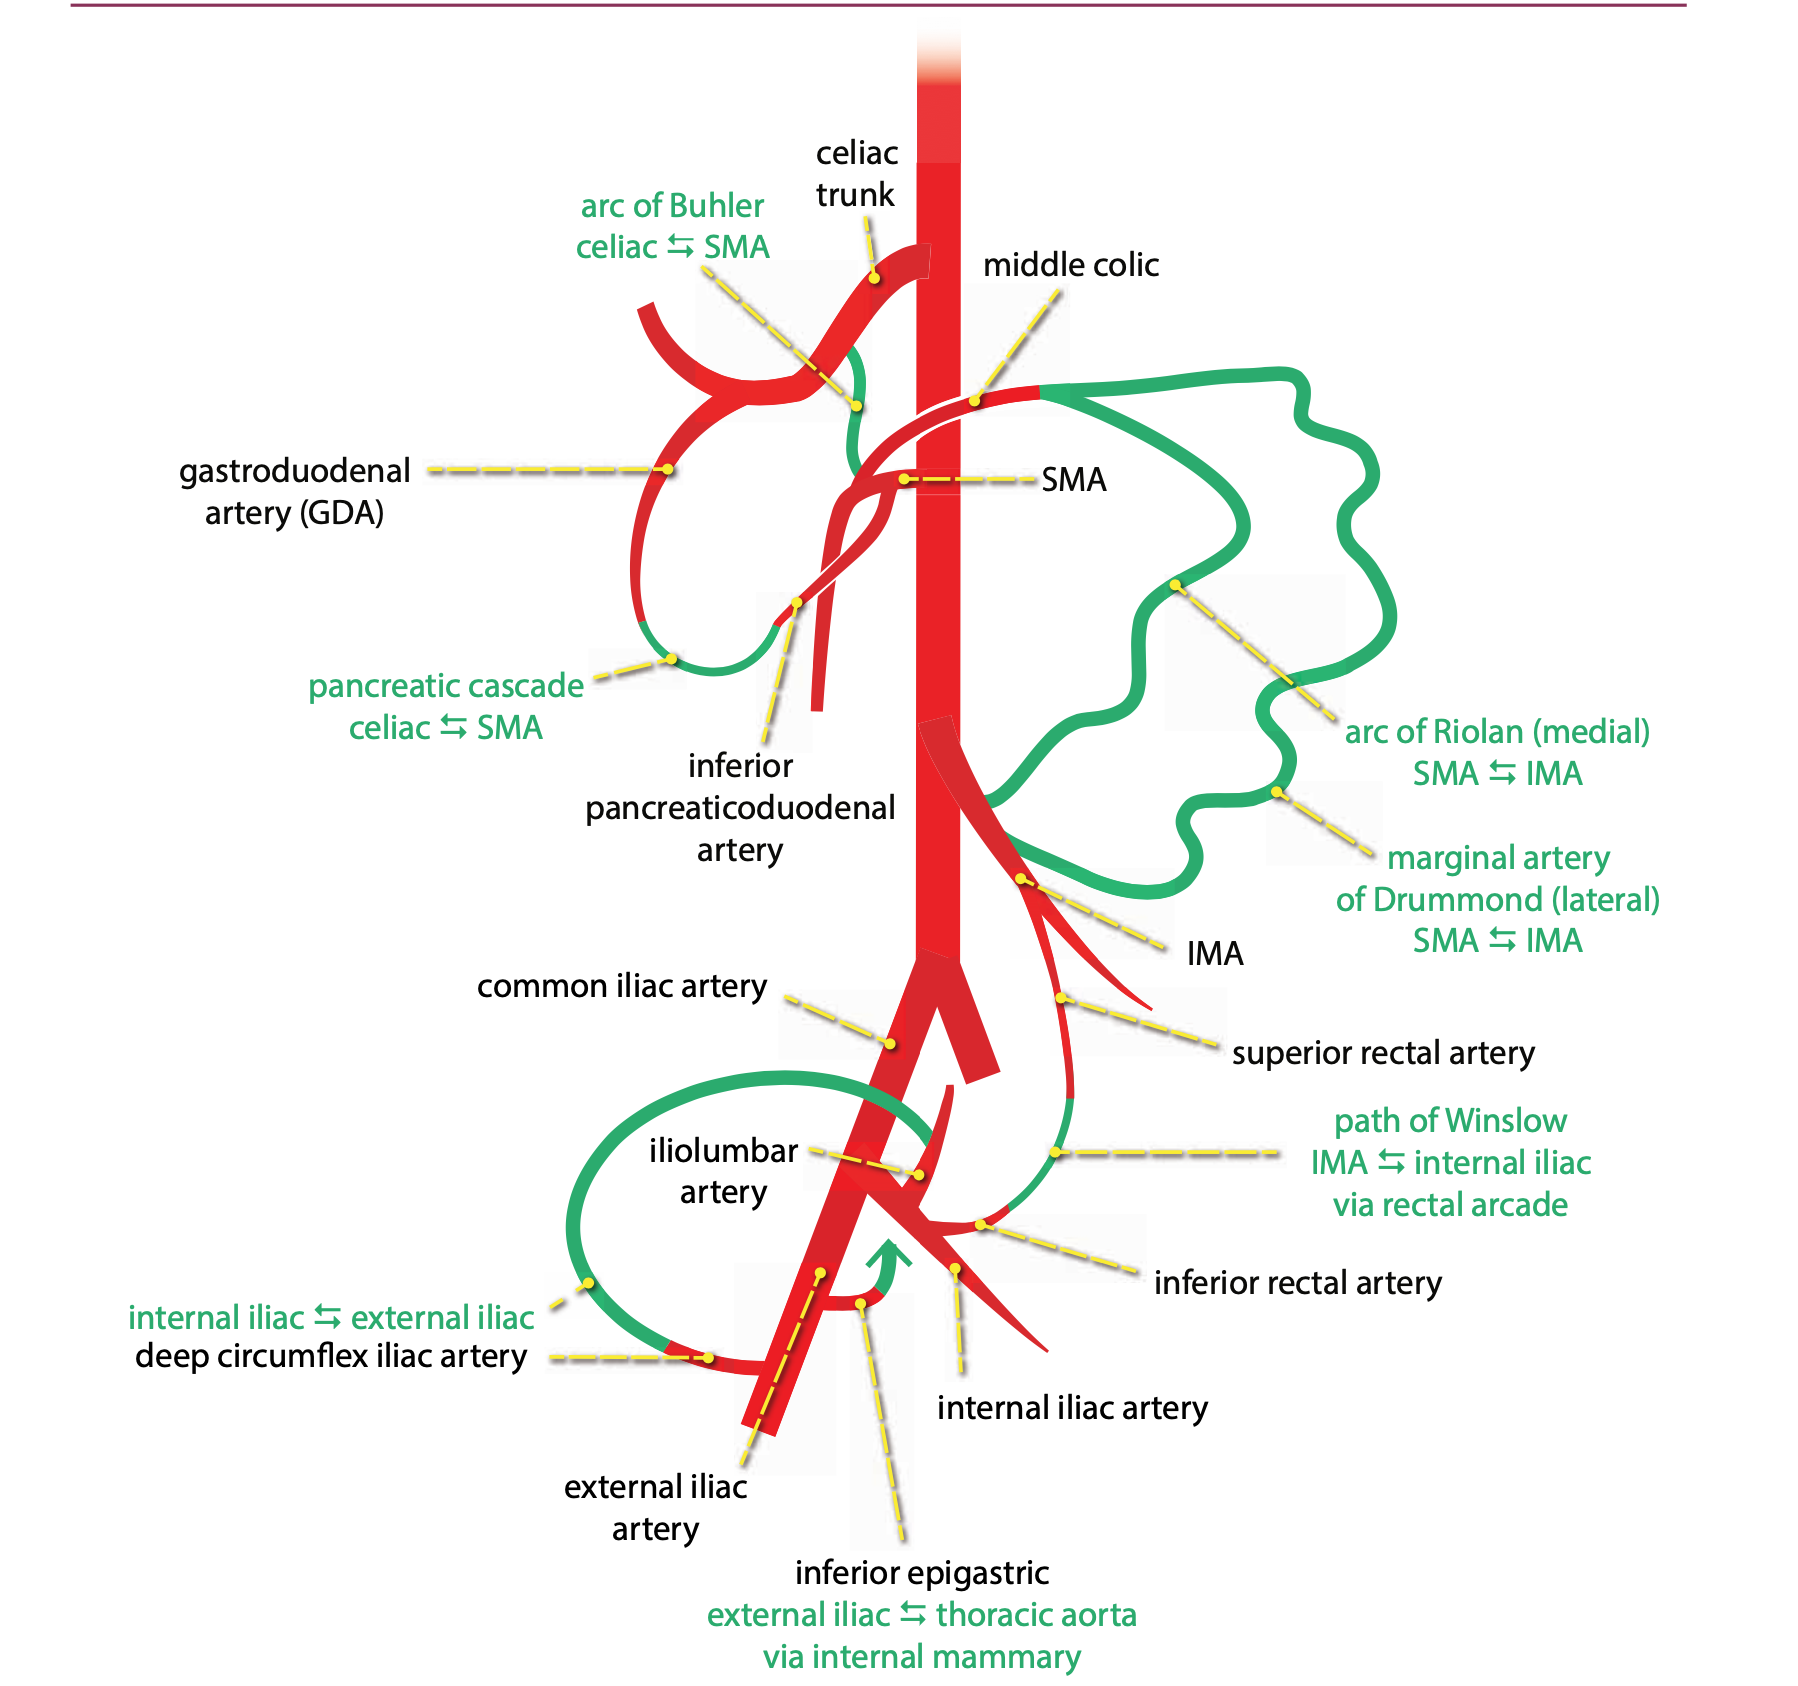 celiac
trunk
arc of Buhler
celiac ⇆ SMA
middle colic
gastroduodenal
artery (GDA)
SMA
pancreatic cascade
celiac ⇆ SMA
inferior
pancreaticoduodenal
artery
arc of Riolan (medial)
SMA ⇆ IMA
marginal artery
of Drummond (lateral)
SMA ⇆ IMA
IMA
common iliac artery
superior rectal artery
path of Winslow
IMA ⇆ internal iliac
via rectal arcade
iliolumbar
artery
inferior rectal artery
internal iliac ⇆ external iliac
deep circumflex iliac artery
internal iliac artery
external iliac
artery
inferior epigastric
external iliac ⇆ thoracic aorta
via internal mammary